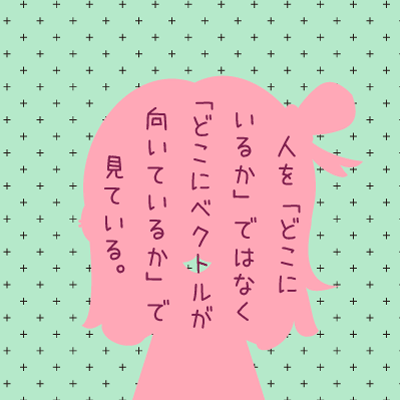 人を「どこに
いるか」ではなく
「どこにベクトルが
向いているか」で
見ている。